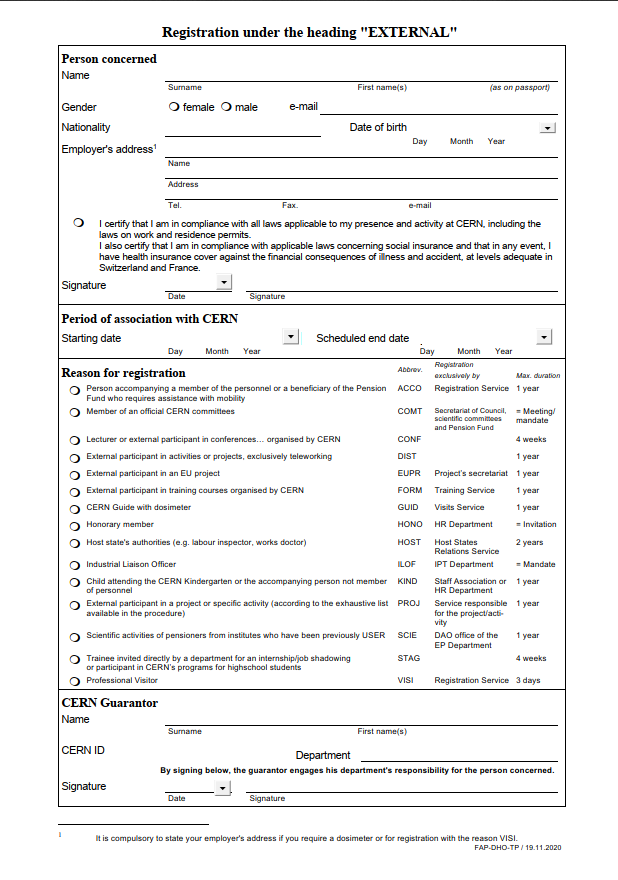 Registration under the heading "EXTERNAL"
Person concerned
Name
Surname First name(s) (as on passport)
Gender female male e-mail
Nationality Date of birth
Day Month Year
Employer's address1
Name
Address
Tel. Fax. e-mail
I certify that I am in compliance with all laws applicable to my presence and activity at CERN, including the
laws on work and residence permits.
I also certify that I am in compliance with applicable laws concerning social insurance and that in any event, I
have health insurance cover against the financial consequences of illness and accident, at levels adequate in
Switzerland and France.
Signature
Date Signature
Period of association with CERN
Starting date Scheduled end date
Day Month Year Day Month Year
Reason for registration Abbrev. Registration exclusively by Max. duration
Person accompanying a member of the personnel or a beneficiary of the Pension ACCO Registration Service 1 year
Fund who requires assistance with mobility
Member of an official CERN committees COMT Secretariat of Council, = Meeting/
scientific committees mandate
and Pension Fund
Lecturer or external participant in conferences… organised by CERN CONF 4 weeks
External participant in activities or projects, exclusively teleworking DIST 1 year
External participant in an EU project EUPR Project's secretariat 1 year
External participant in training courses organised by CERN FORM Training Service 1 year
CERN Guide with dosimeter GUID Visits Service 1 year
Honorary member HONO HR Department = Invitation
Host state's authorities (e.g. labour inspector, works doctor) HOST Host States 2 years
Relations Service
Industrial Liaison Officer ILOF IPT Department = Mandate
Child attending the CERN Kindergarten or the accompanying person not member KIND Staff Association or 1 year
of personnel HR Department
External participant in a project or specific activity (according to the exhaustive list PROJ Service responsible 1 year
available in the procedure) for the project/acti-
vity
Scientific activities of pensioners from institutes who have been previously USER SCIE DAO office of the 1 year
EP Department
Trainee invited directly by a department for an internship/job shadowing STAG 4 weeks
or participant in CERN's programs for highschool students
Professional Visitor VISI Registration Service 3 days
CERN Guarantor
Name
Surname First name(s)
CERN ID Department
By signing below, the guarantor engages his department's responsibility for the person concerned.
Signature
Date Signature
1 It is compulsory to state your employer's address if you require a dosimeter or for registration with the reason VISI.
FAP-DHO-TP / 19.11.2020